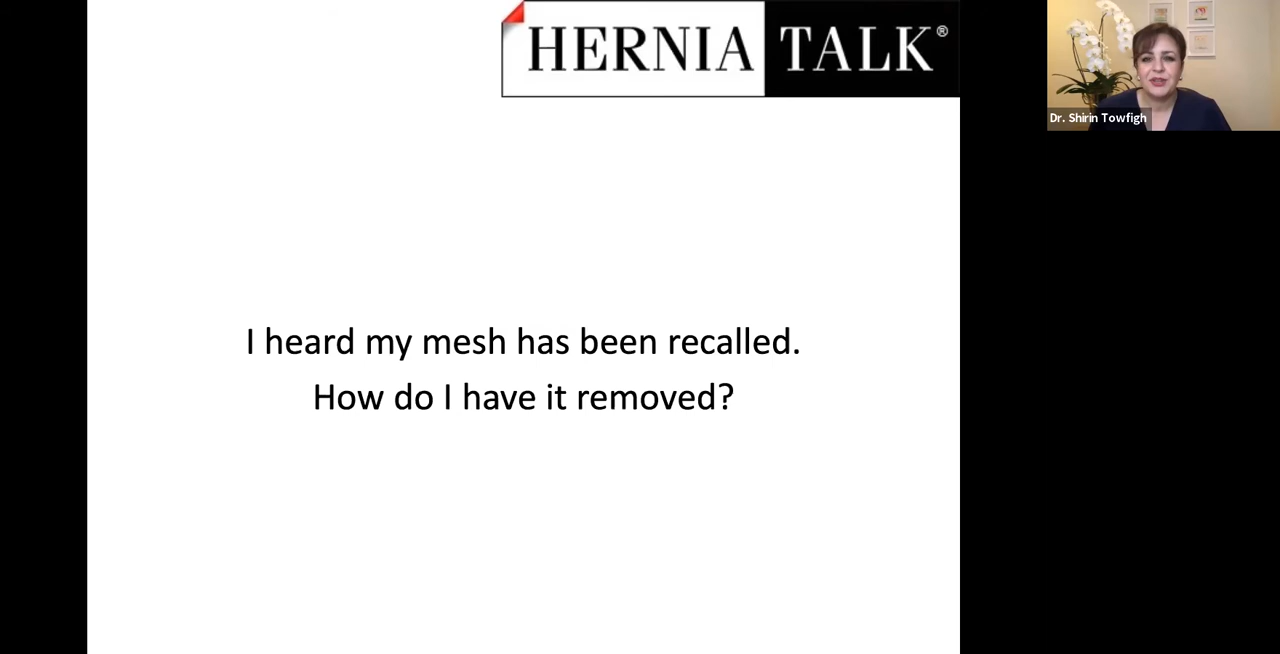 HERNIA TALK®
Dr. Shirin Towfigh
I heard my mesh has been recalled.
How do I have it removed?